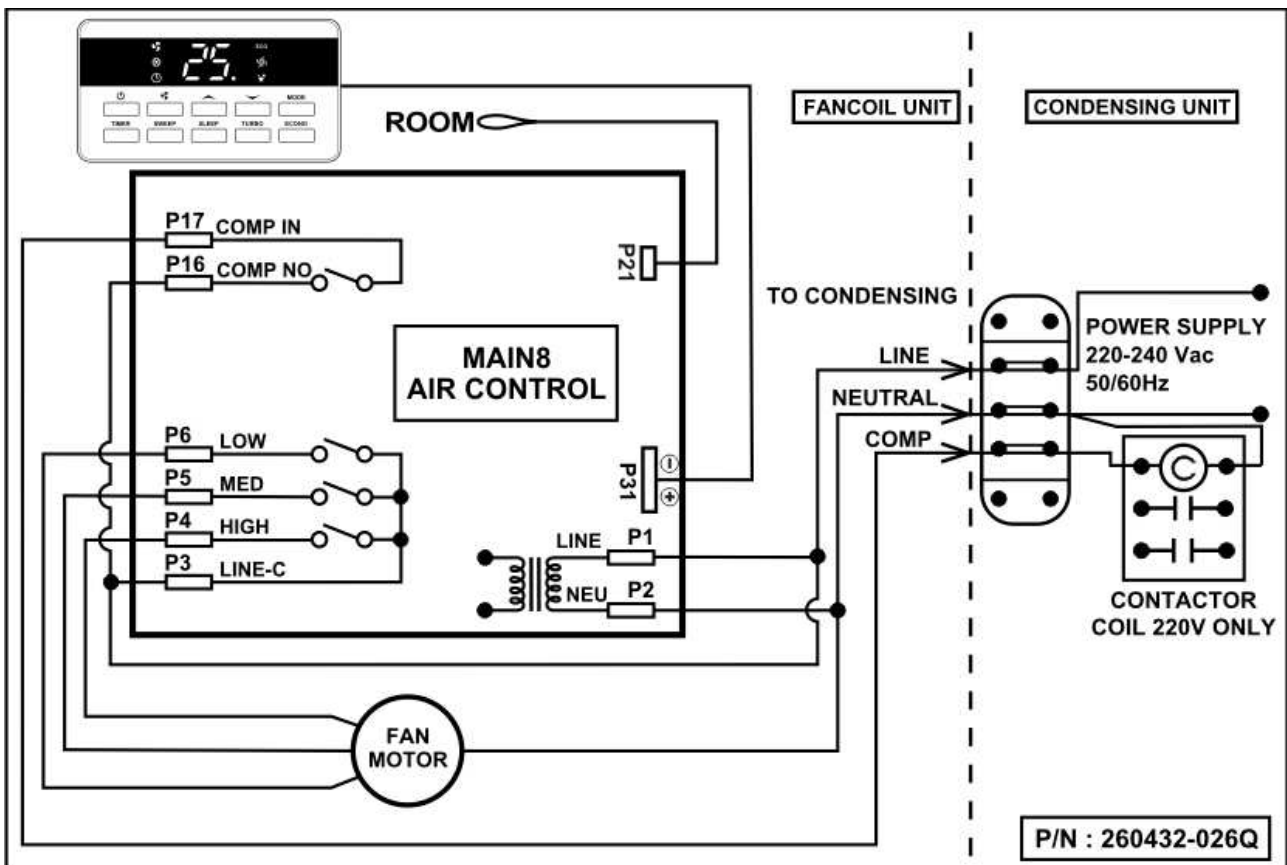 25.
ECO
MODE
TIMER SWEEP SLEEP TURBO ECONO
ROOM
FANCOIL UNIT
CONDENSING UNIT
P17 COMP IN
P16 COMP NO
P21
MAIN8
AIR CONTROL
TO CONDENSING
LINE
NEUTRAL
COMP
POWER SUPPLY
220-240 Vac
50/60Hz
P6 LOW
P5 MED
P4 HIGH
P3 LINE-C
P31
LINE P1
NEU P2
C
CONTACTOR
COIL 220V ONLY
FAN
MOTOR
P/N : 260432-026Q